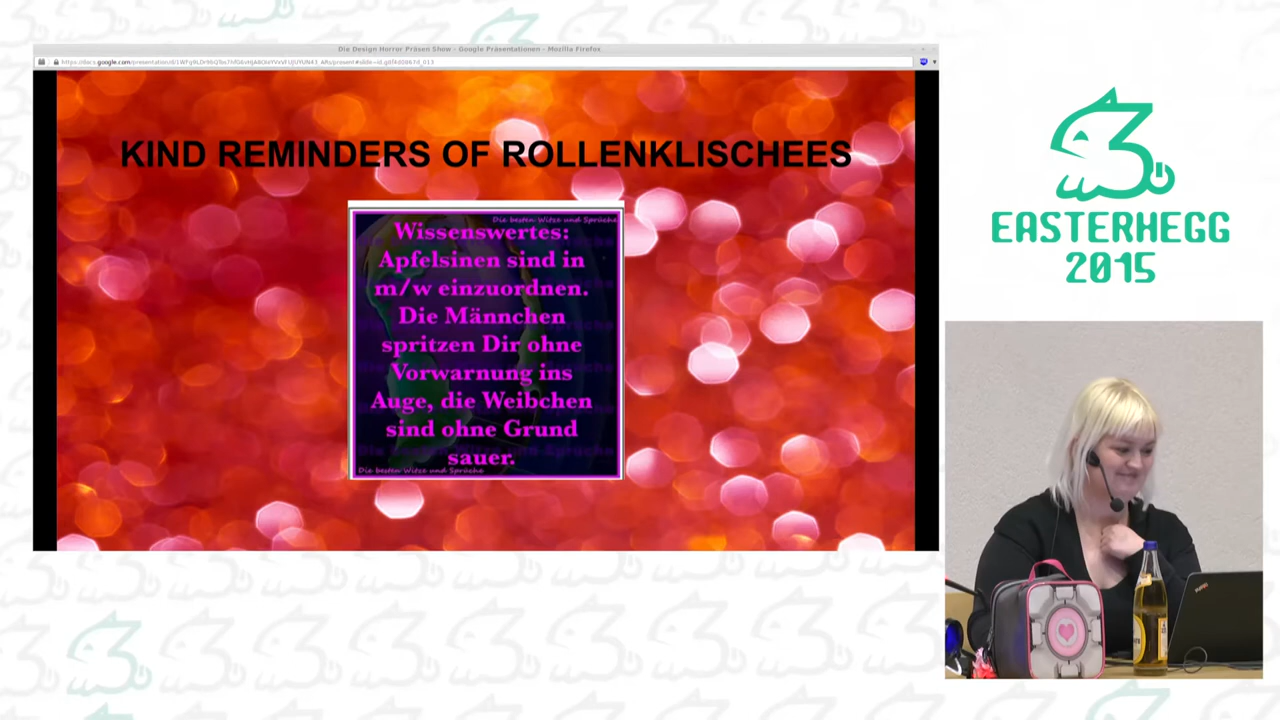 Die Design Horror Präsen Show - Google Präsentationen - Mozilla Firefox
KIND REMINDERS OF ROLLENKLISCHEES
Die besten Witze und Sprüche
Wissenswertes:
Apfelsinen sind in
m/w einzuordnen.
Die Männchen
spritzen Dir ohne
Vorwarnung ins
Auge, die Weibchen
sind ohne Grund
sauer.
Die besten Witze und Sprüche
EASTERHEGG
2015